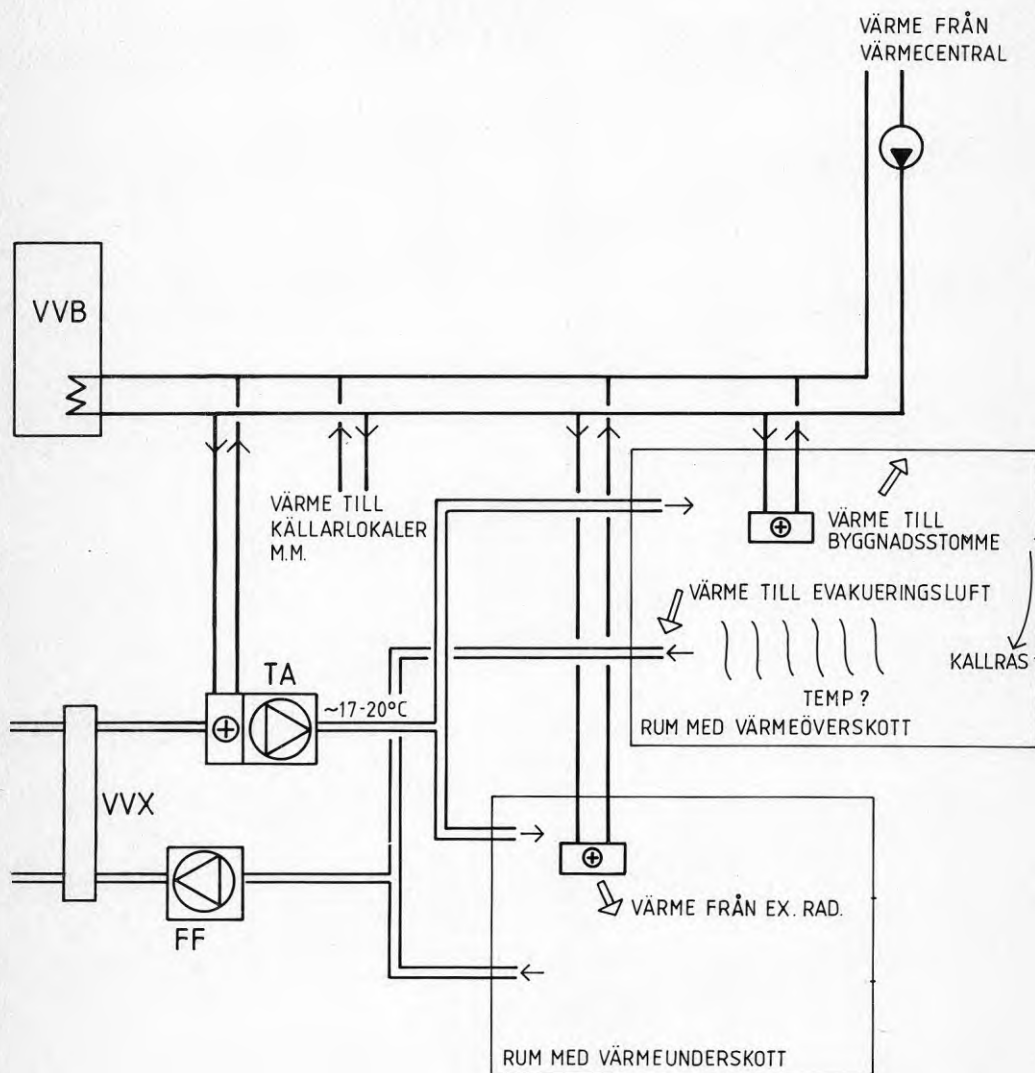 VÄRME FRÅN
VÄRMECENTRAL
VVB
VÄRME TILL
KÄLLARLOKALER
M.M.
VÄRME TILL
BYGGNADSSTOMME
VÄRME TILL EVAKUERINGSLUFT
KALLRAS
TEMP ?
RUM MED VÄRMEÖVERSKOTT
TA
~17-20°C
VVX
FF
VÄRME FRÅN EX. RAD.
RUM MED VÄRMEUNDERSKOTT